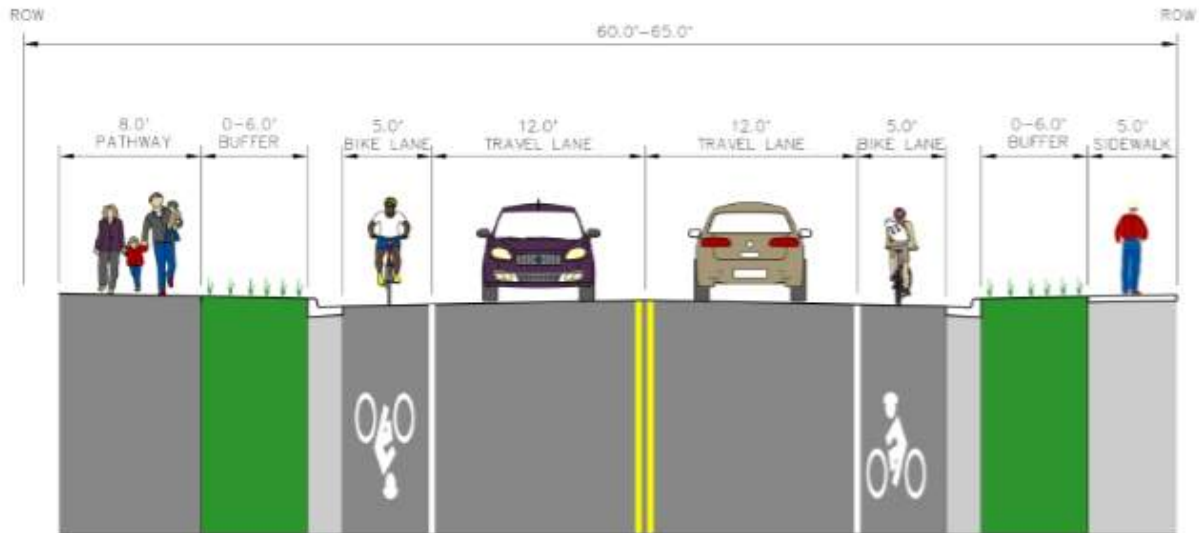 ROW
ROW
60.0'-65.0'
8.0'
PATHWAY
0-6.0'
BUFFER
5.0'
BIKE LANE
12.0'
TRAVEL LANE
12.0'
TRAVEL LANE
5.0'
BIKE LANE
0-6.0'
BUFFER
5.0'
SIDEWALK